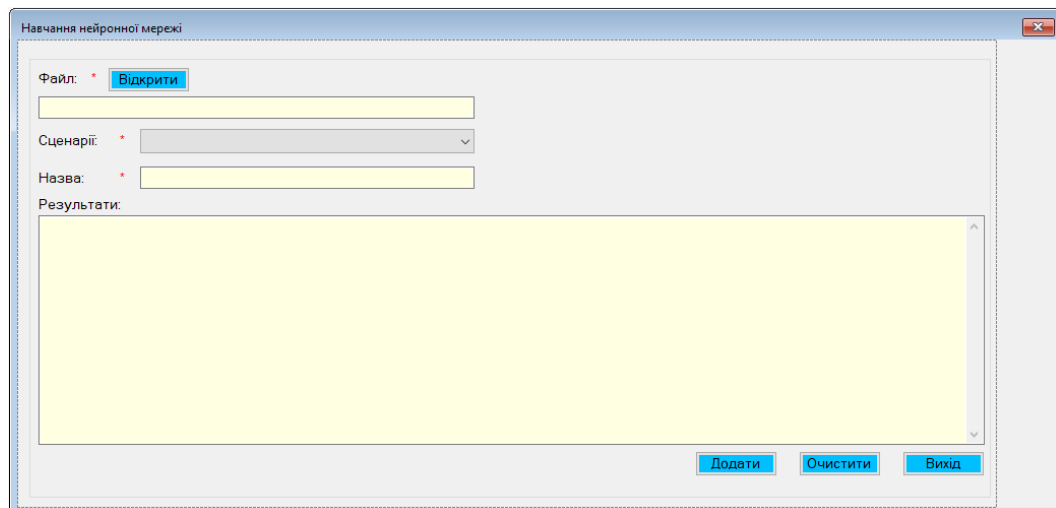 Навчання нейронної мережі
Файл: * Відкрити
Сценарії: *
Назва: *
Результати:
Додати Очистити Вихід